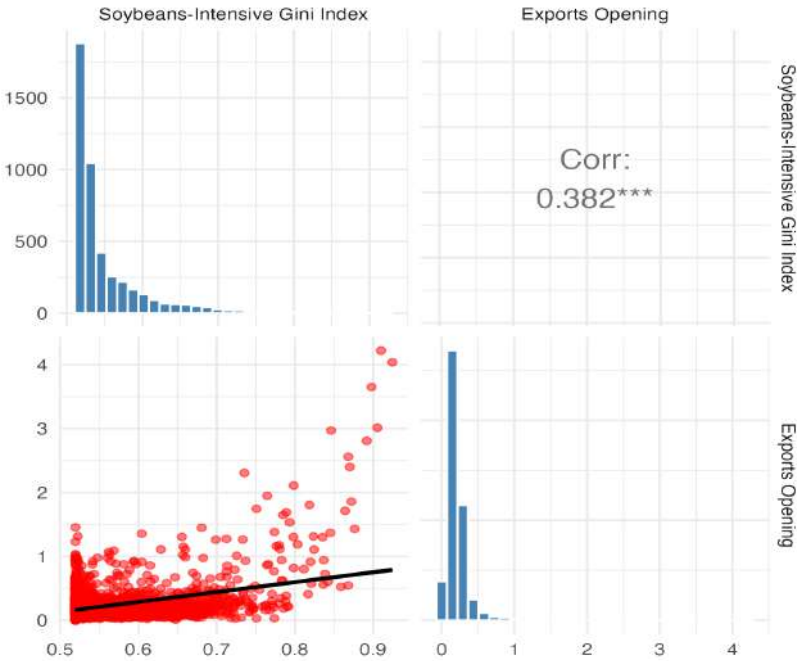 Soybeans-Intensive Gini Index
Exports Opening
1500
1000
500
0
Corr:
0.382***
Soybeans-Intensive Gini Index
4
3
2
1
0
Exports Opening
0.5 0.6 0.7 0.8 0.9
0 1 2 3 4